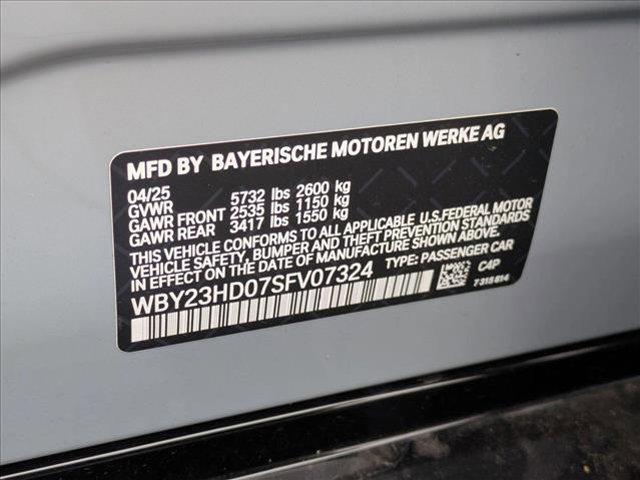 MFD BY BAYERISCHE MOTOREN WERKE AG
04/25
GVWR 5732 lbs 2600 kg
GAWR FRONT 2535 lbs 1150 kg
GAWR REAR 3417 lbs 1550 kg
THIS VEHICLE CONFORMS TO ALL APPLICABLE U.S.FEDERAL MOTOR
VEHICLE SAFETY, BUMPER AND THEFT PREVENTION STANDARDS
IN EFFECT ON THE DATE OF MANUFACTURE SHOWN ABOVE.
WBY23HD07SFV07324 TYPE: PASSENGER CAR
C4P
7315614